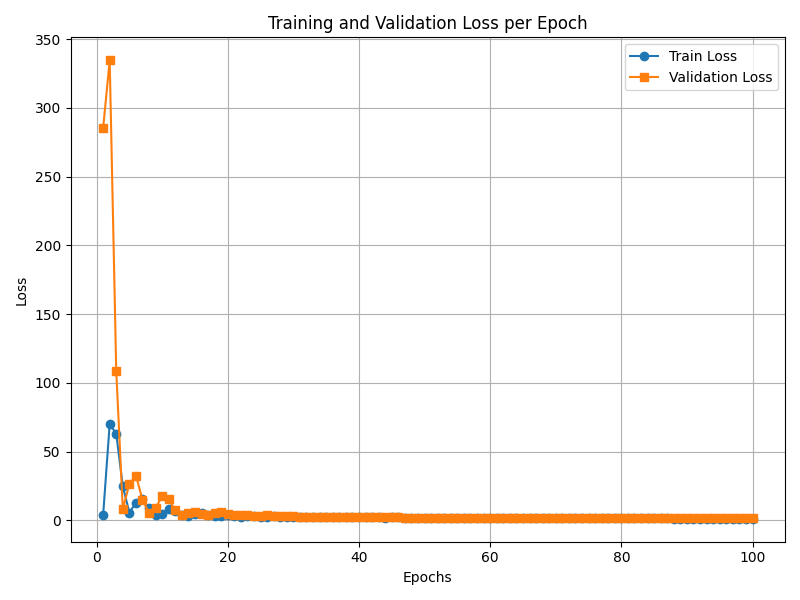 Training and Validation Loss per Epoch
350
300
250
200
150
100
50
0
Loss
Train Loss
Validation Loss
0 20 40 60 80 100
Epochs